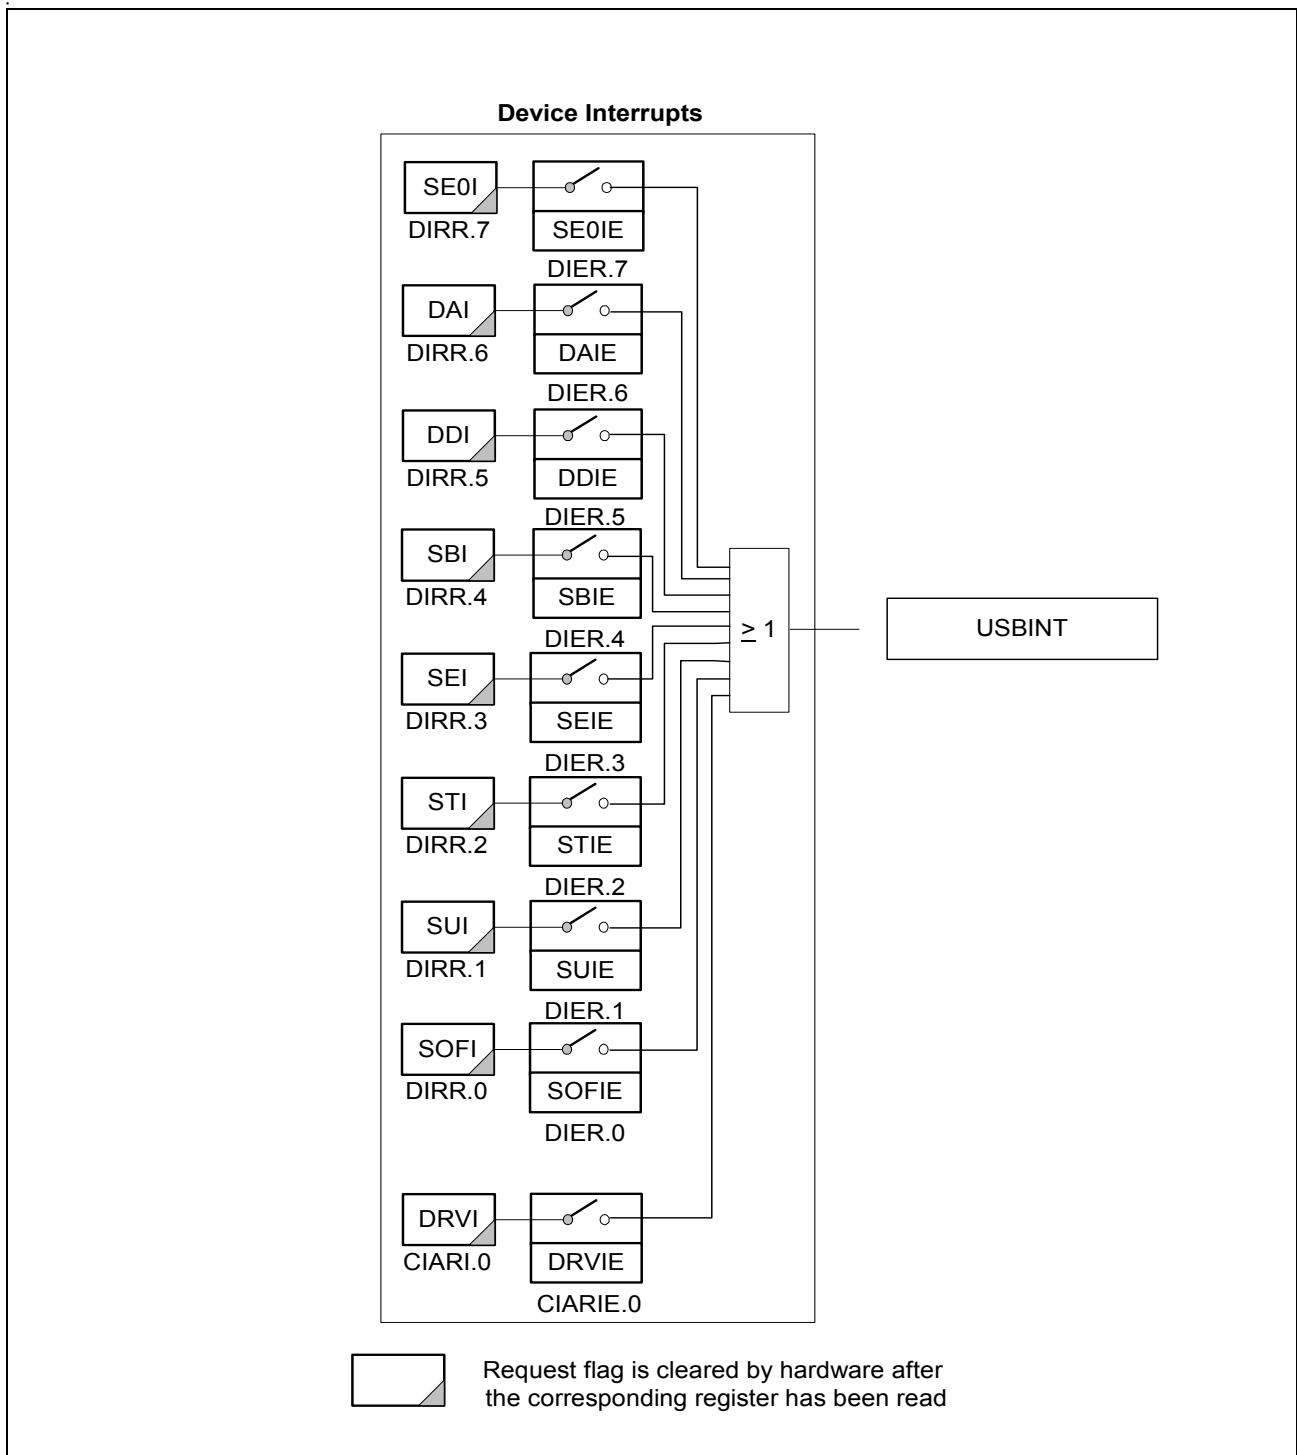 Device Interrupts
SE0I
DIRR.7
SE0IE
DIER.7
DAI
DIRR.6
DAIE
DIER.6
DDI
DIRR.5
DDIE
DIER.5
SBI
DIRR.4
SBIE
DIER.4
SEI
DIRR.3
SEIE
DIER.3
STI
DIRR.2
STIE
DIER.2
SUI
DIRR.1
SUIE
DIER.1
SOFI
DIRR.0
SOFIE
DIER.0
DRVI
CIARI.0
DRVIE
CIARIE.0
≥ 1
USBINT
Request flag is cleared by hardware after
the corresponding register has been read